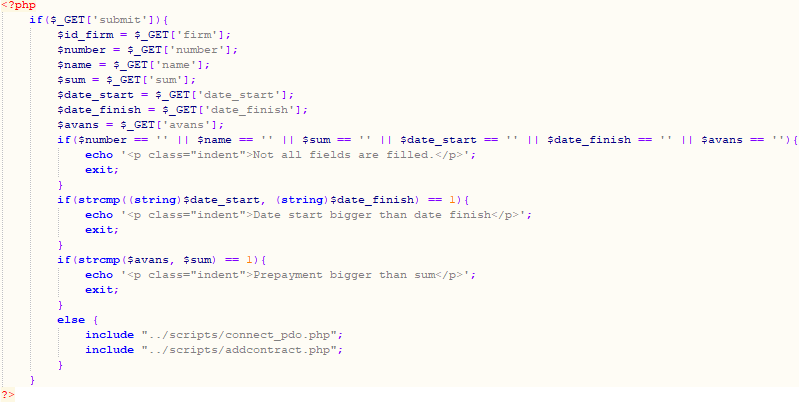 <?php
if($_GET['submit']){
$id_firm = $_GET['firm'];
$number = $_GET['number'];
$name = $_GET['name'];
$sum = $_GET['sum'];
$date_start = $_GET['date_start'];
$date_finish = $_GET['date_finish'];
$avans = $_GET['avans'];
if($number == '' || $name == '' || $sum == '' || $date_start == '' || $date_finish == '' || $avans == ''){
echo '<p class="indent">Not all fields are filled.</p>';
exit;
}
if(strcmp((string)$date_start, (string)$date_finish) == 1){
echo '<p class="indent">Date start bigger than date finish</p>';
exit;
}
if(strcmp($avans, $sum) == 1){
echo '<p class="indent">Prepayment bigger than sum</p>';
exit;
}
else {
include "../scripts/connect_pdo.php";
include "../scripts/addcontract.php";
}
}
?>